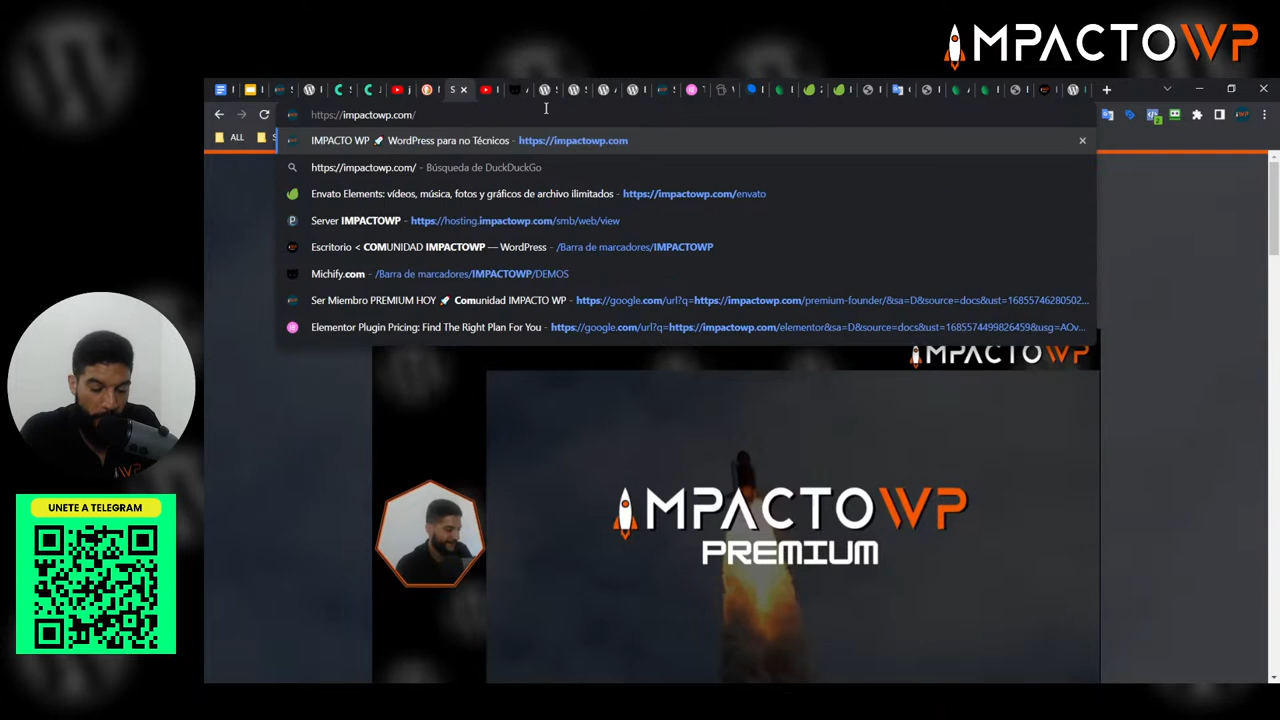 MPACTOWP
https://impactowp.com/
ALL
IMPACTO WP 🚀 WordPress para no Técnicos - https://impactowp.com
https://impactowp.com/ - Búsqueda de DuckDuckGo
Envato Elements: vídeos, música, fotos y gráficos de archivo ilimitados - https://impactowp.com/envato
Server IMPACTOWP - https://hosting.impactowp.com/smb/web/view
Escritorio < COMUNIDAD IMPACTOWP — WordPress - /Barra de marcadores/IMPACTOWP
Michify.com - /Barra de marcadores/IMPACTOWP/DEMOS
Ser Miembro PREMIUM HOY 🚀 Comunidad IMPACTO WP - https://google.com/url?q=https://impactowp.com/premium-founder/&sa=D&source=docs&ust=16855746280502...
Elementor Plugin Pricing: Find The Right Plan For You - https://google.com/url?q=https://impactowp.com/elementor&sa=D&source=docs&ust=1685574499826459&usg=AOv...
MPACTOWP
MPACTOWP
PREMIUM
UNETE A TELEGRAM